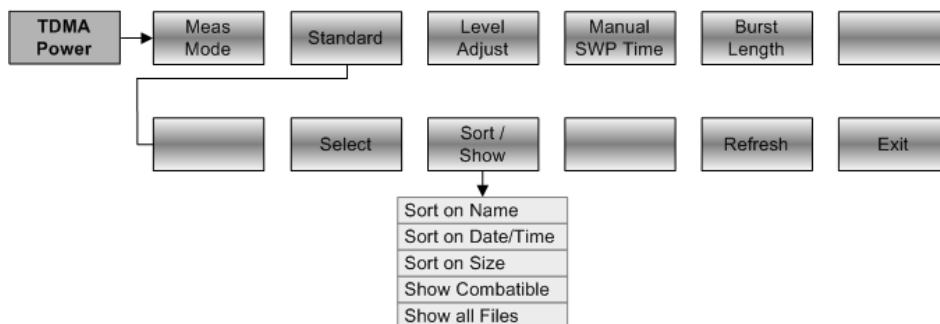 TDMA
Power
Meas
Mode
Standard
Level
Adjust
Manual
SWP Time
Burst
Length
Select
Sort /
Show
Refresh
Exit
Sort on Name
Sort on Date/Time
Sort on Size
Show Combatible
Show all Files